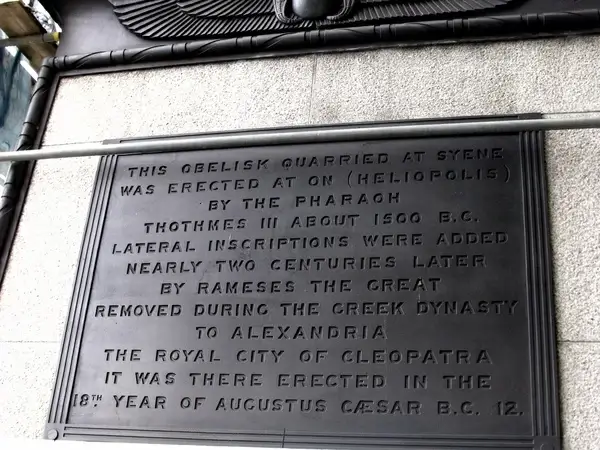 THIS OBELISK QUARRIED AT SYENE
WAS ERECTED AT ON (HELIOPOLIS)
BY THE PHARAOH
THOTHMES III ABOUT 1500 B.C.
LATERAL INSCRIPTIONS WERE ADDED
NEARLY TWO CENTURIES LATER
BY RAMESES THE GREAT
REMOVED DURING THE GREEK DYNASTY
TO ALEXANDRIA
THE ROYAL CITY OF CLEOPATRA
IT WAS THERE ERECTED IN THE
18TH YEAR OF AUGUSTUS CÆSAR B.C. 12.